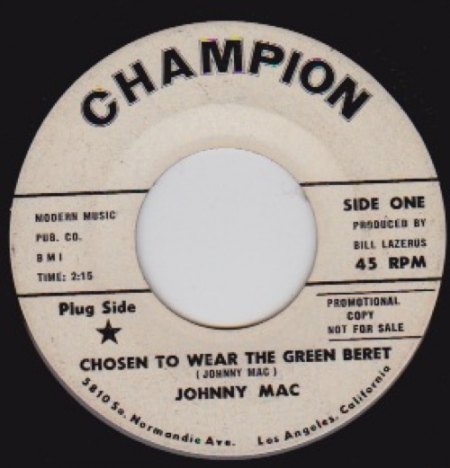 CHAMPION
MODERN MUSIC
PUB. CO.
BMI
TIME: 2:15
SIDE ONE
PRODUCED BY
BILL LAZERUS
45 RPM
Plug Side
PROMOTIONAL
COPY
NOT FOR SALE
CHOSEN TO WEAR THE GREEN BERET
(JOHNNY MAC)
JOHNNY MAC
5810 So. Normandie Ave. Los Angeles, California